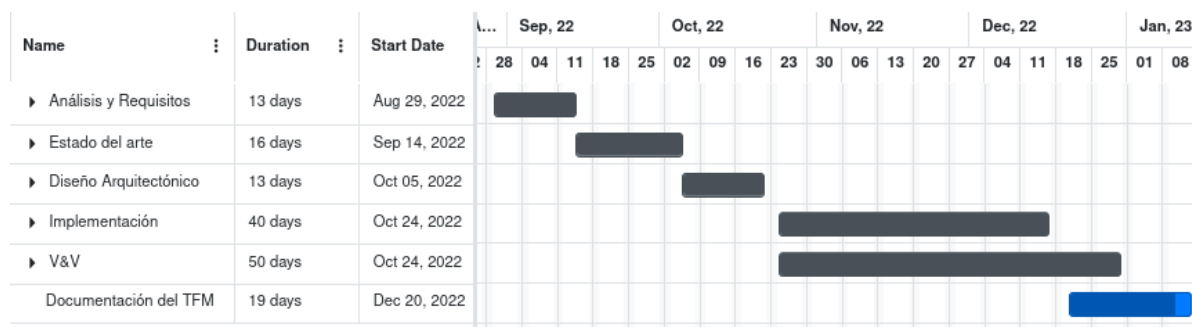 Name Duration Start Date A... Sep, 22 Oct, 22 Nov, 22 Dec, 22 Jan, 23
28 04 11 18 25 02 09 16 23 30 06 13 20 27 04 11 18 25 01 08
Análisis y Requisitos 13 days Aug 29, 2022
Estado del arte 16 days Sep 14, 2022
Diseño Arquitectónico 13 days Oct 05, 2022
Implementación 40 days Oct 24, 2022
V&V 50 days Oct 24, 2022
Documentación del TFM 19 days Dec 20, 2022